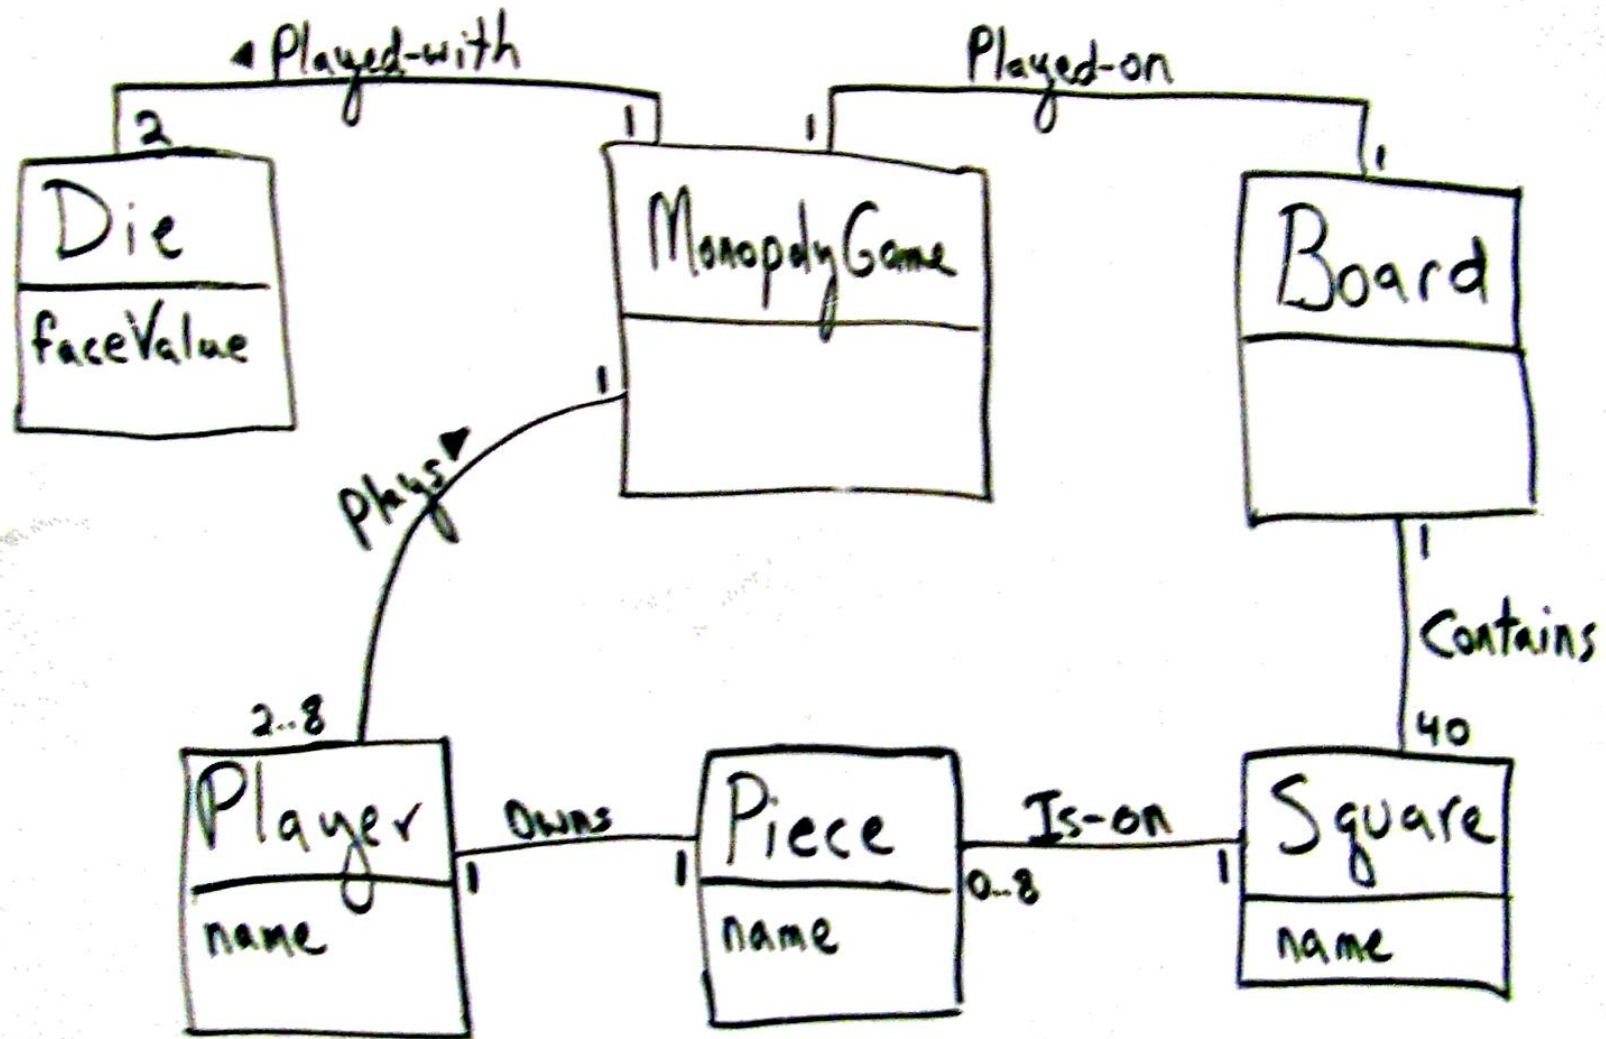 ◄ Played-with
Played-on
2
1
1
1
Die
MonopolyGame
Board
faceValue
1
Plays
1
Contains
2..8
40
Player
Owns
Piece
Is-on
Square
1
1
0..8
1
name
name
name